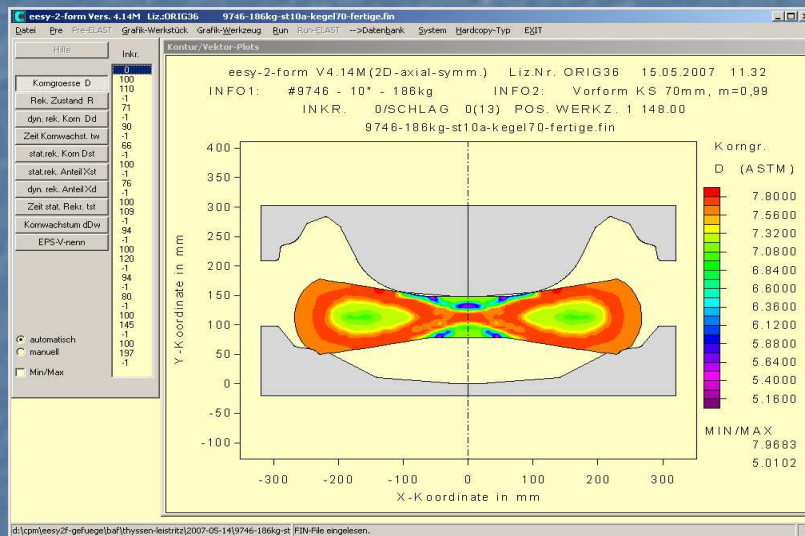 eesy-2-form Vers. 4.14M  Liz.:ORIG36    9746-186kg-st10a-kegel70-fertige.fin
Datei  Pre  Pre-ELAST  Grafik-Werkstück  Grafik-Werkzeug  Run  Run-ELAST  -->Datenbank  System  Hardcopy-Typ  EXIT
Hilfe
Korngroesse D
Rek. Zustand R
dyn. rek. Korn Dd
Zeit Kornwachst. tw
stat.rek. Korn Dst
stat.rek. Anteil Xst
dyn. rek. Anteil Xd
Zeit stat. Rekr. tst
Kornwachstum dDw
EPS-V-nenn
automatisch
manuell
Min/Max
Inkr.
0
100
110
-1
71
-1
90
-1
66
-1
100
-1
76
-1
100
109
-1
94
-1
100
120
-1
94
-1
80
-1
100
145
-1
100
197
-1
Kontur/Vektor-Plots
eesy-2-form V4.14M(2D-axial-symm.)  Liz.Nr. ORIG36  15.05.2007  11.32
INFO1:  #9746 - 10" - 186kg  INFO2:  Vorform KS 70mm, m=0,99
INKR.  0/SCHLAG  0(13)  POS. WERKZ. 1 148.00
9746-186kg-st10a-kegel70-fertige.fin
Y-Koordinate in mm
400
350
300
250
200
150
100
50
0
-50
-100
-300  -200  -100  0  100  200  300
X-Koordinate in mm
Korngr.
D (ASTM)
7.8000
7.5600
7.3200
7.0800
6.8400
6.6000
6.3600
6.1200
5.8800
5.6400
5.4000
5.1600
MIN/MAX
7.9683
5.0102
d:\cpm\eesy2f-gefuege\baf\thyssen-leistritz\2007-05-14\9746-186kg-st  FIN-File eingelesen.